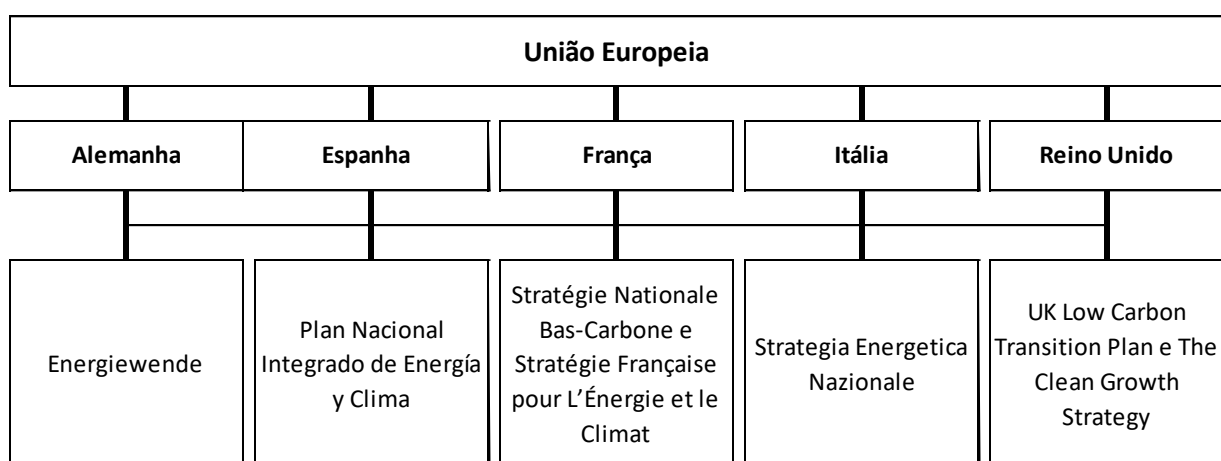 União Europeia
Alemanha
Espanha
França
Itália
Reino Unido
Energiewende
Plan Nacional
Integrado de Energía
y Clima
Stratégie Nationale
Bas-Carbone e
Stratégie Française
pour L’Énergie et le
Climat
Strategia Energetica
Nazionale
UK Low Carbon
Transition Plan e The
Clean Growth
Strategy